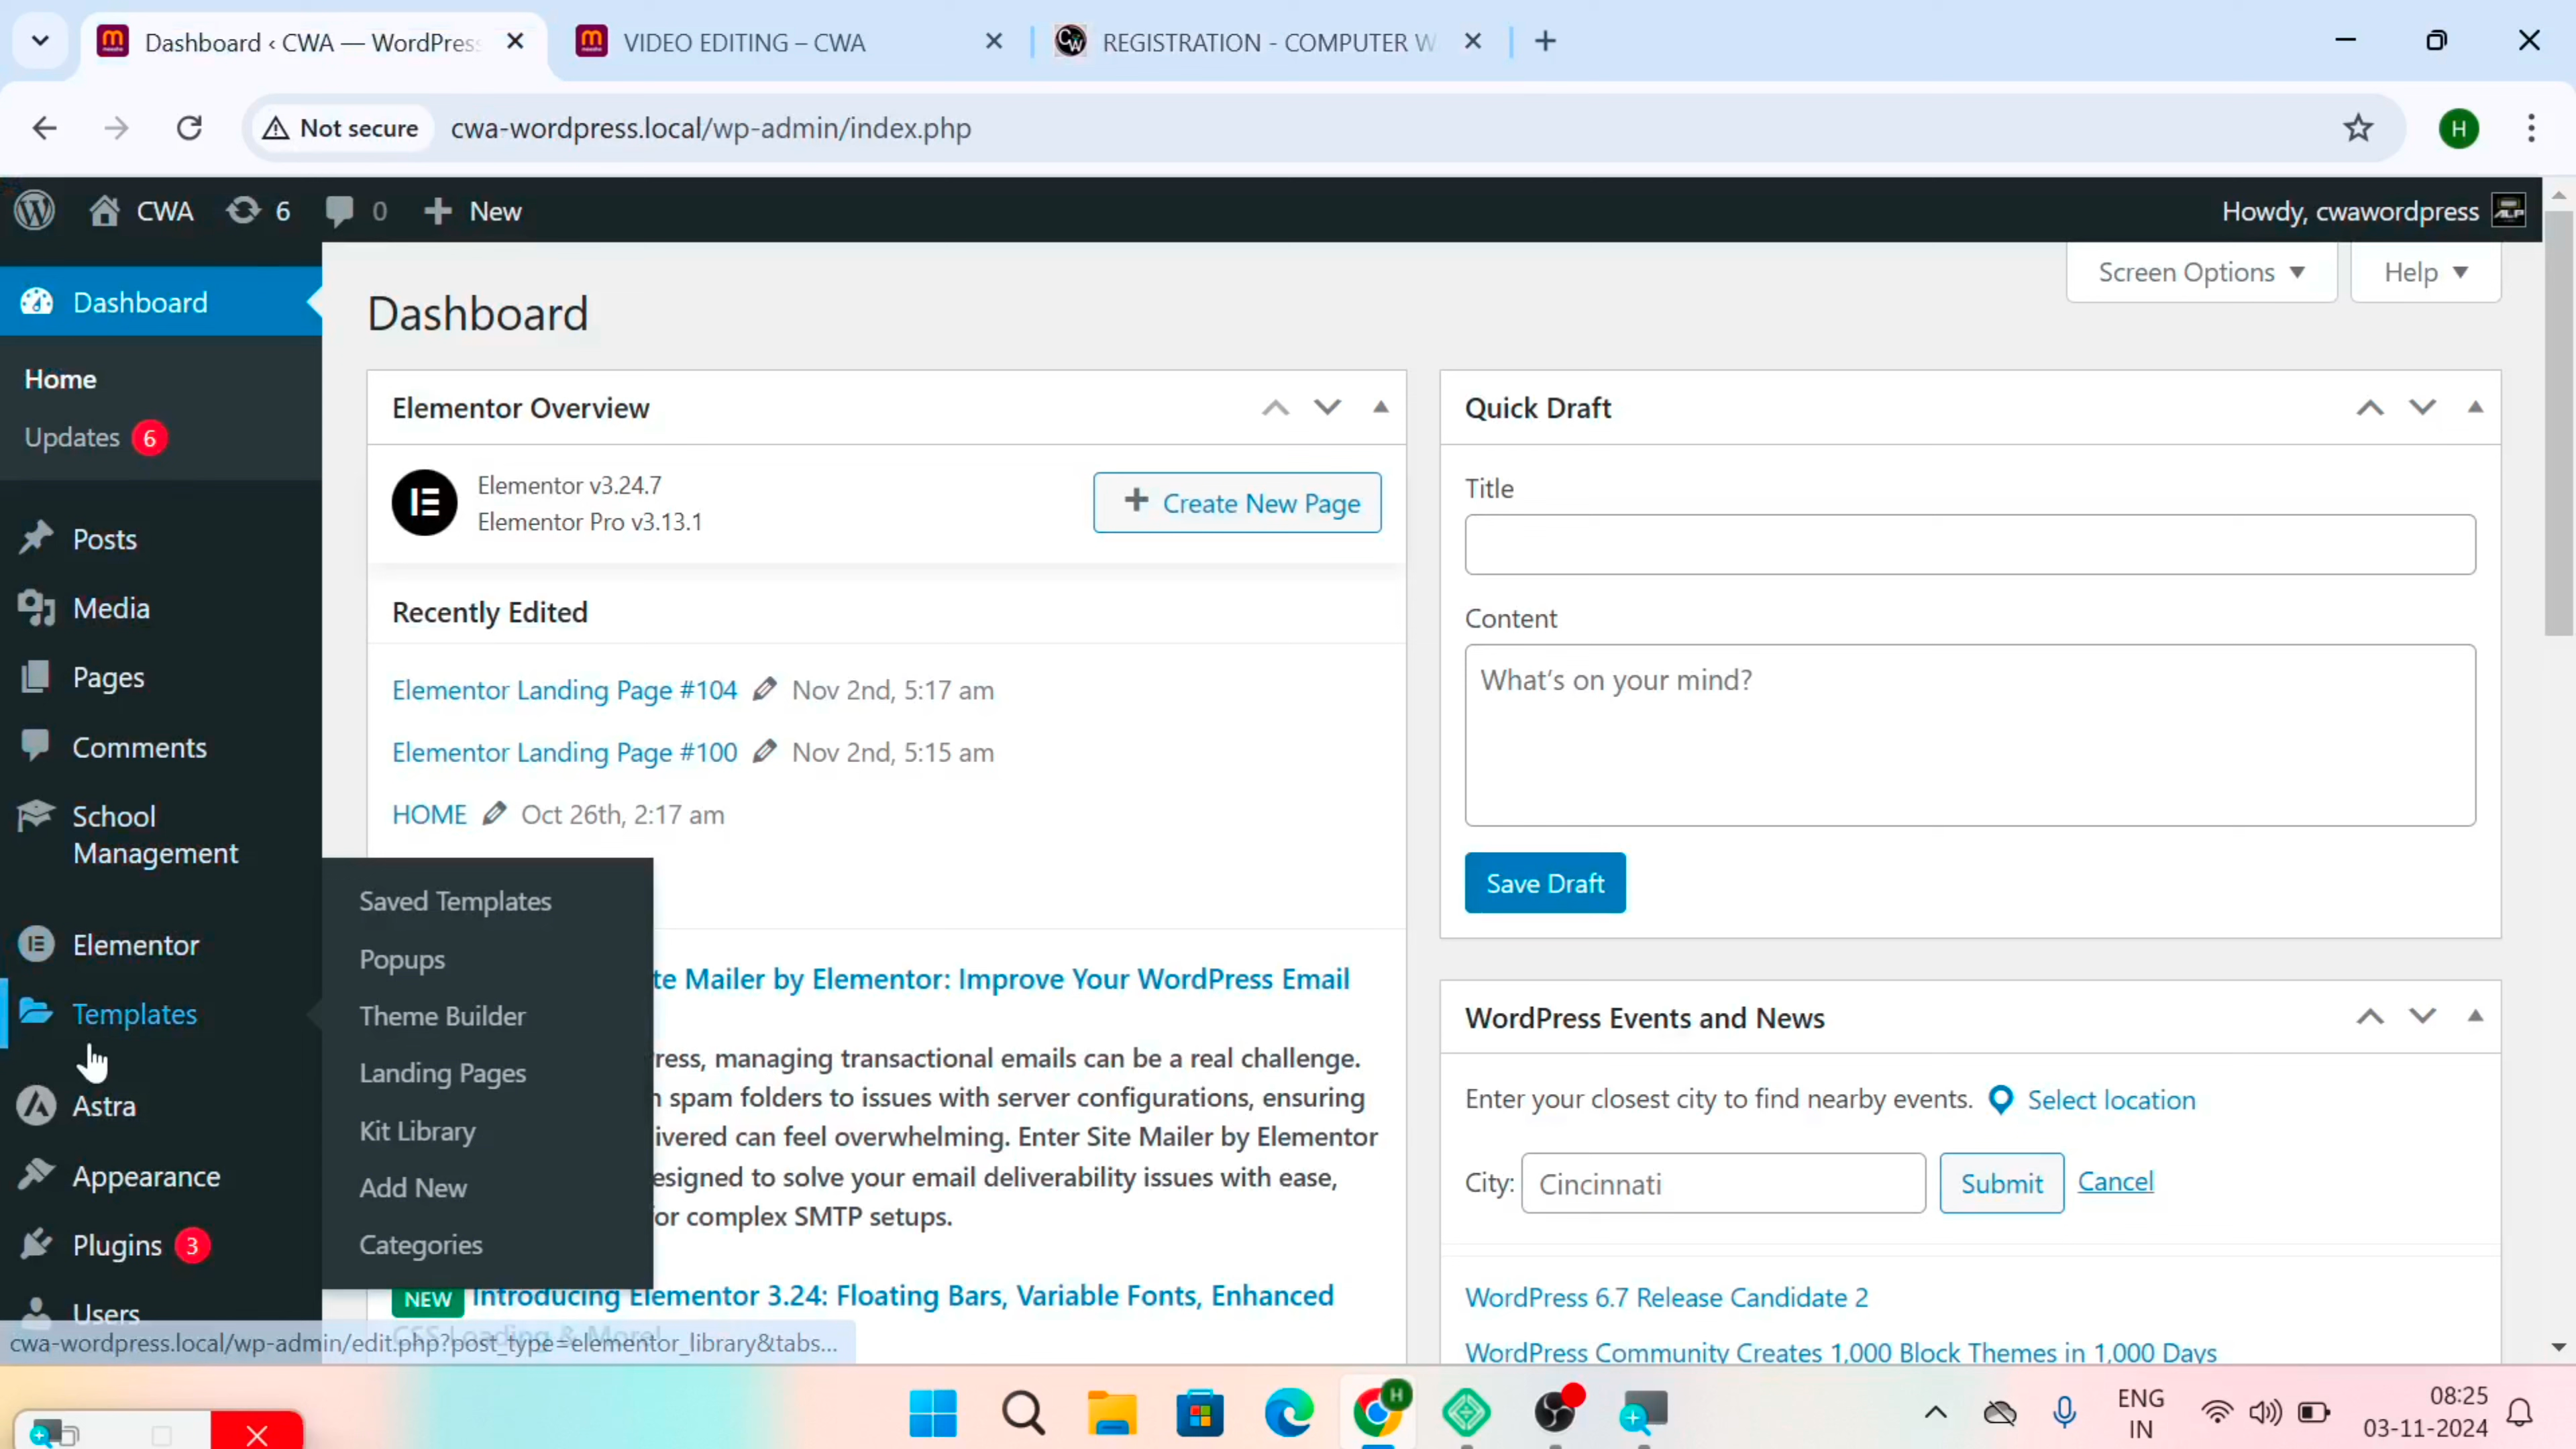 Dashboard ‹ CWA — WordPres
VIDEO EDITING – CWA
REGISTRATION - COMPUTER W
Not secure
cwa-wordpress.local/wp-admin/index.php
H
CWA
6
0
New
Howdy, cwawordpress
Screen Options
Help
Dashboard
Home
Updates 6
Posts
Media
Pages
Comments
School
Management
Elementor
Templates
Astra
Appearance
Plugins 3
Users
Saved Templates
Popups
Theme Builder
Landing Pages
Kit Library
Add New
Categories
Dashboard
Elementor Overview
Elementor v3.24.7
Elementor Pro v3.13.1
Create New Page
Recently Edited
Elementor Landing Page #104 Nov 2nd, 5:17 am
Elementor Landing Page #100 Nov 2nd, 5:15 am
HOME Oct 26th, 2:17 am
te Mailer by Elementor: Improve Your WordPress Email
ress, managing transactional emails can be a real challenge.
spam folders to issues with server configurations, ensuring
ivered can feel overwhelming. Enter Site Mailer by Elementor
esigned to solve your email deliverability issues with ease,
or complex SMTP setups.
NEW Introducing Elementor 3.24: Floating Bars, Variable Fonts, Enhanced
CSS Loading & More!
Quick Draft
Title
Content
What's on your mind?
Save Draft
WordPress Events and News
Enter your closest city to find nearby events. Select location
City: Cincinnati Submit Cancel
WordPress 6.7 Release Candidate 2
WordPress Community Creates 1,000 Block Themes in 1,000 Days
cwa-wordpress.local/wp-admin/edit.php?post_type=elementor_library&tabs...
H
ENG
IN
08:25
03-11-2024